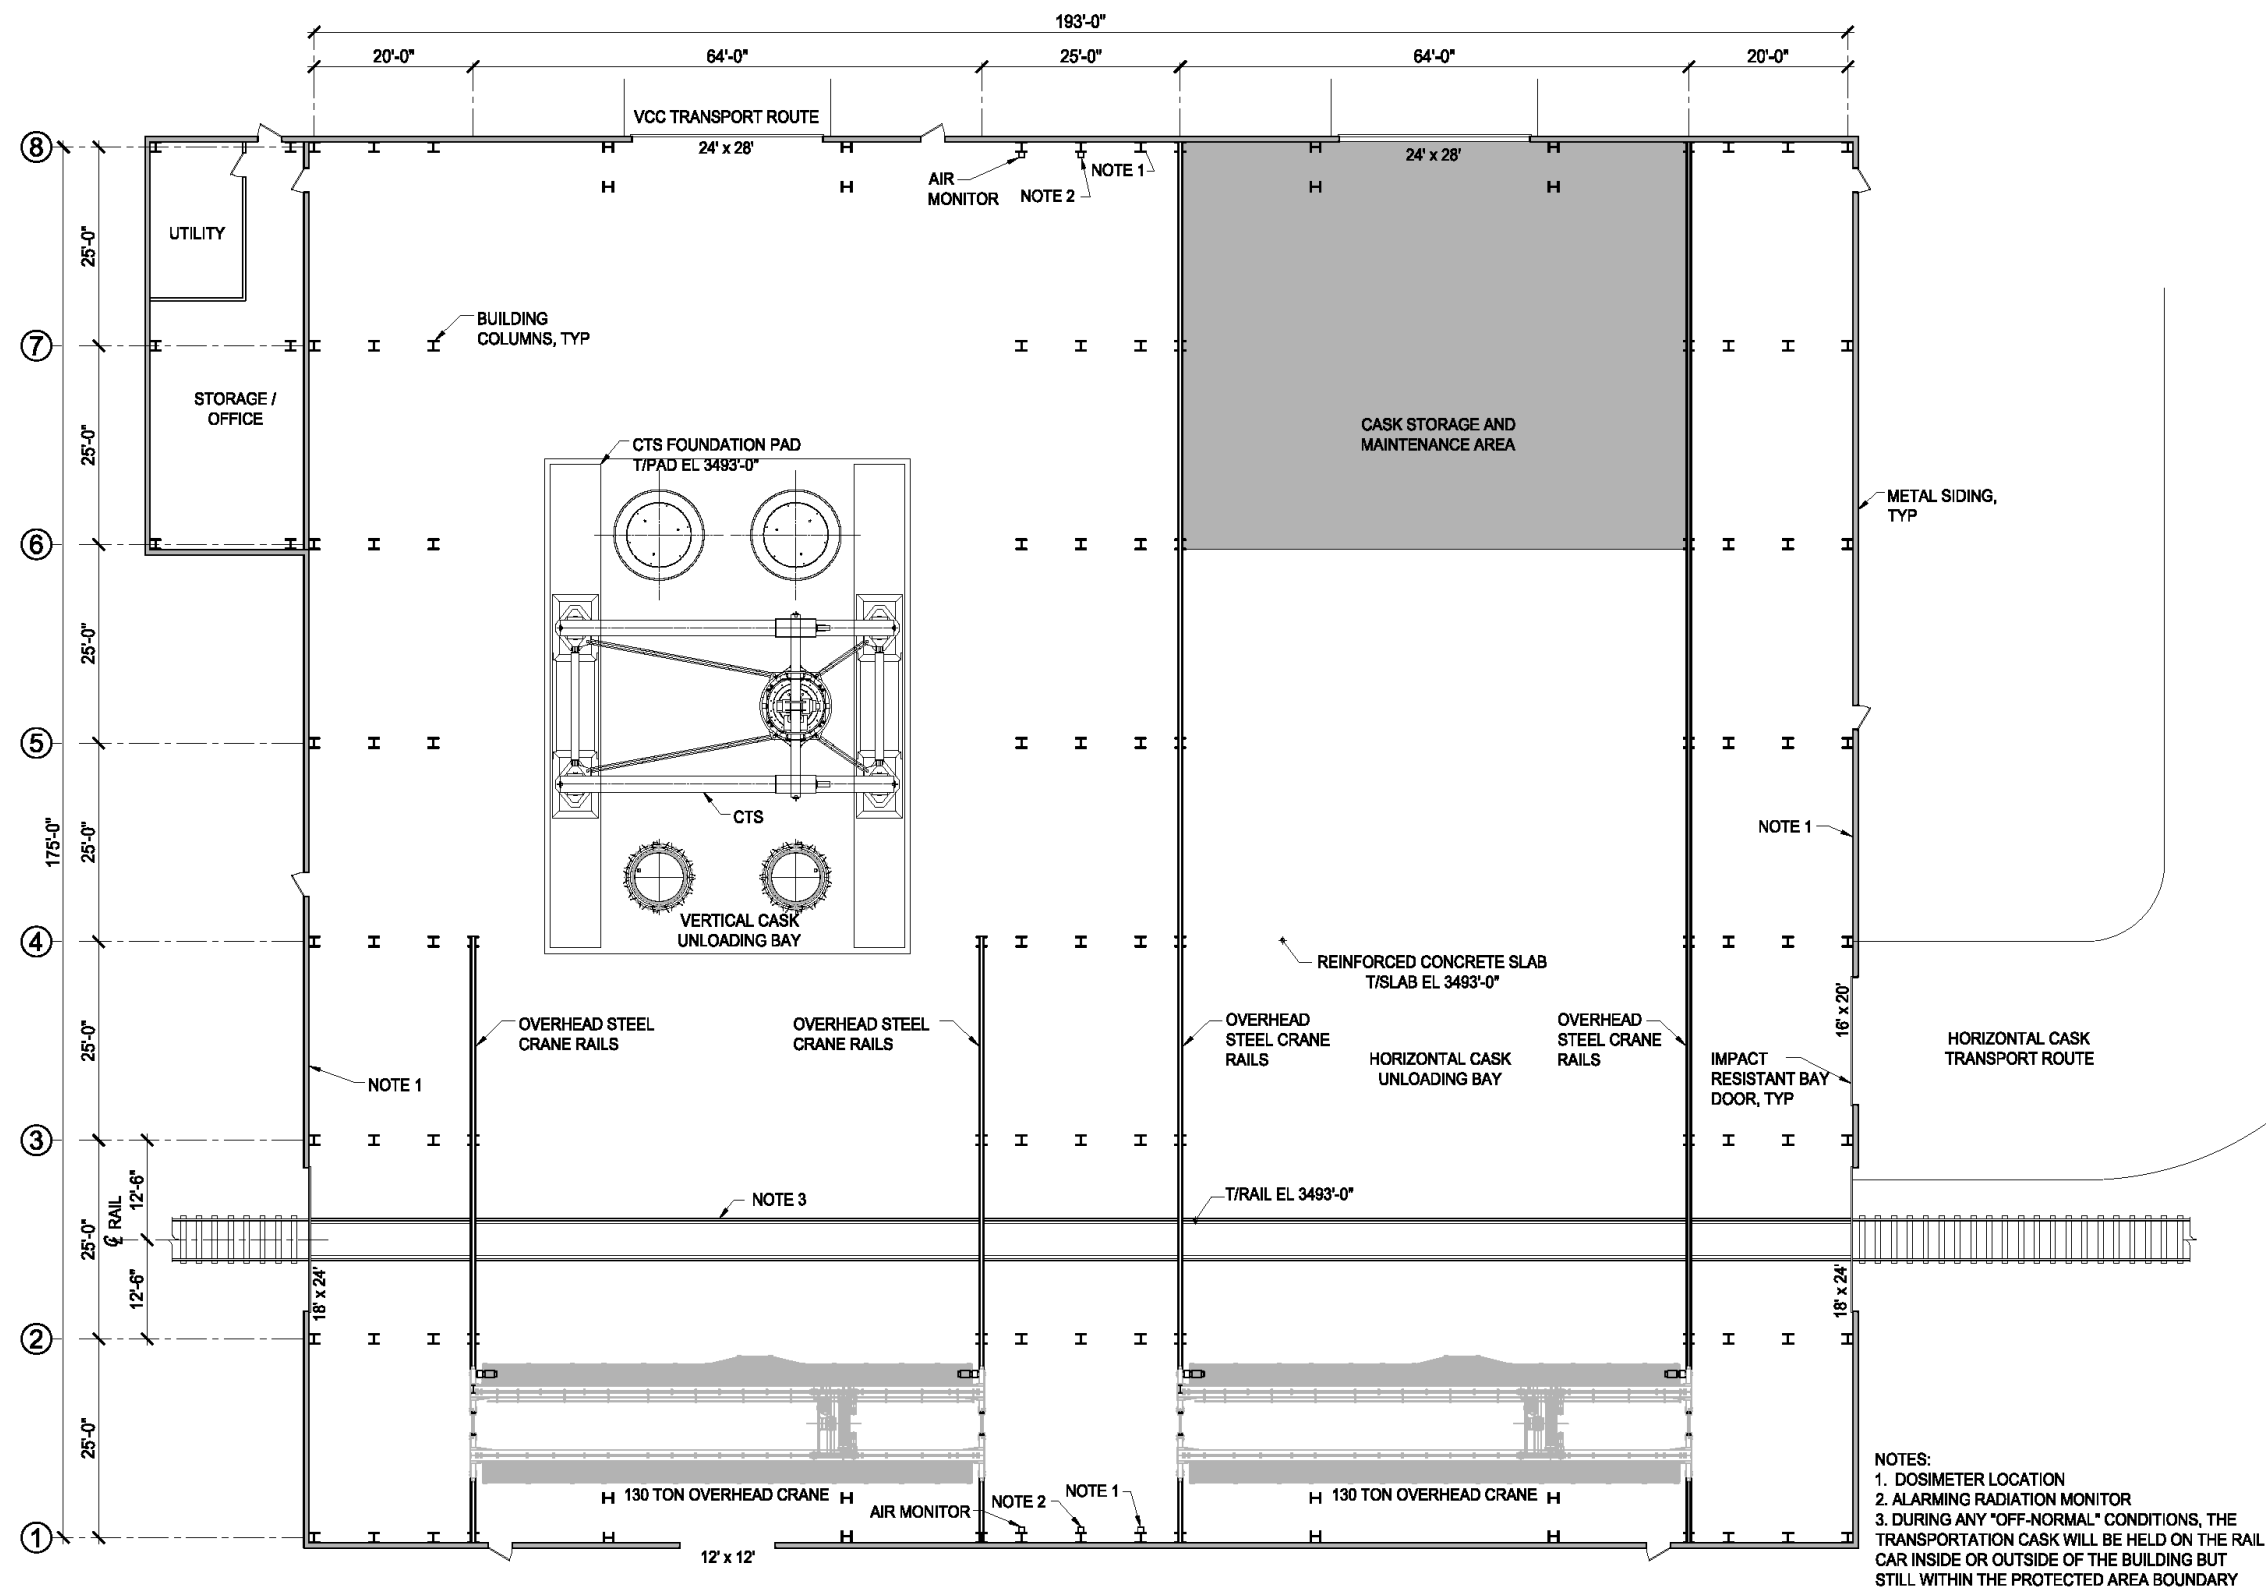 193'-0"
20'-0"
64'-0"
25'-0"
64'-0"
20'-0"
VCC TRANSPORT ROUTE
24' x 28'
24' x 28'
8
AIR
MONITOR
NOTE 2
NOTE 1
UTILITY
25'-0"
BUILDING
COLUMNS, TYP
7
STORAGE /
OFFICE
25'-0"
CTS FOUNDATION PAD
T/PAD EL 3493'-0"
CASK STORAGE AND
MAINTENANCE AREA
METAL SIDING,
TYP
6
25'-0"
5
CTS
NOTE 1
175'-0"
25'-0"
VERTICAL CASK
UNLOADING BAY
4
REINFORCED CONCRETE SLAB
T/SLAB EL 3493'-0"
16' x 20'
25'-0"
OVERHEAD STEEL
CRANE RAILS
OVERHEAD STEEL
CRANE RAILS
OVERHEAD
STEEL CRANE
RAILS
HORIZONTAL CASK
UNLOADING BAY
OVERHEAD
STEEL CRANE
RAILS
IMPACT
RESISTANT BAY
DOOR, TYP
HORIZONTAL CASK
TRANSPORT ROUTE
NOTE 1
3
12'-6"
NOTE 3
T/RAIL EL 3493'-0"
25'-0"
℄ RAIL
12'-6"
18' x 24'
18' x 24'
2
25'-0"
130 TON OVERHEAD CRANE
AIR MONITOR
NOTE 2
NOTE 1
130 TON OVERHEAD CRANE
1
12' x 12'
NOTES:
1. DOSIMETER LOCATION
2. ALARMING RADIATION MONITOR
3. DURING ANY "OFF-NORMAL" CONDITIONS, THE
TRANSPORTATION CASK WILL BE HELD ON THE RAIL
CAR INSIDE OR OUTSIDE OF THE BUILDING BUT
STILL WITHIN THE PROTECTED AREA BOUNDARY